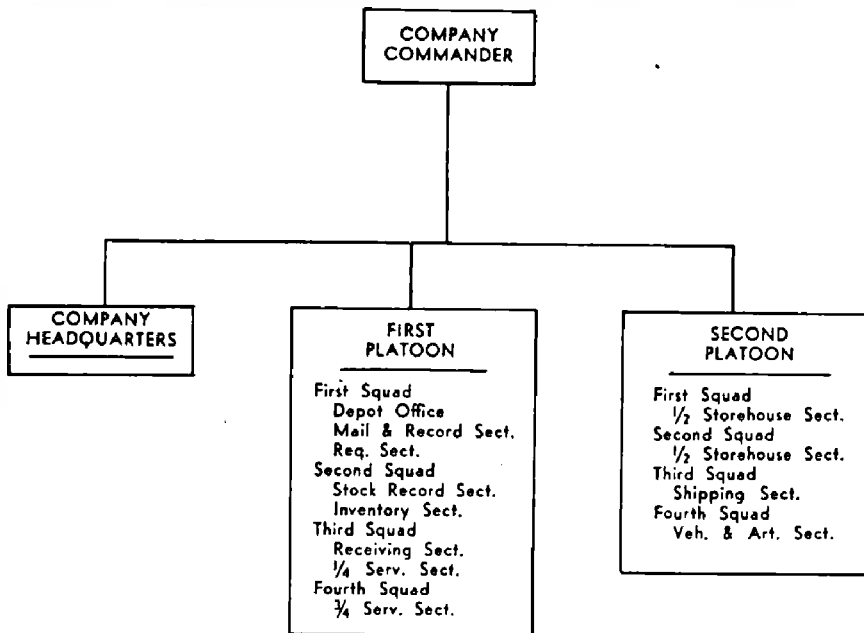 COMPANY
COMMANDER
COMPANY
HEADQUARTERS
FIRST
PLATOON
First Squad
Depot Office
Mail & Record Sect.
Req. Sect.
Second Squad
Stock Record Sect.
Inventory Sect.
Third Squad
Receiving Sect.
1/4 Serv. Sect.
Fourth Squad
3/4 Serv. Sect.
SECOND
PLATOON
First Squad
1/2 Storehouse Sect.
Second Squad
1/2 Storehouse Sect.
Third Squad
Shipping Sect.
Fourth Squad
Veh. & Art. Sect.